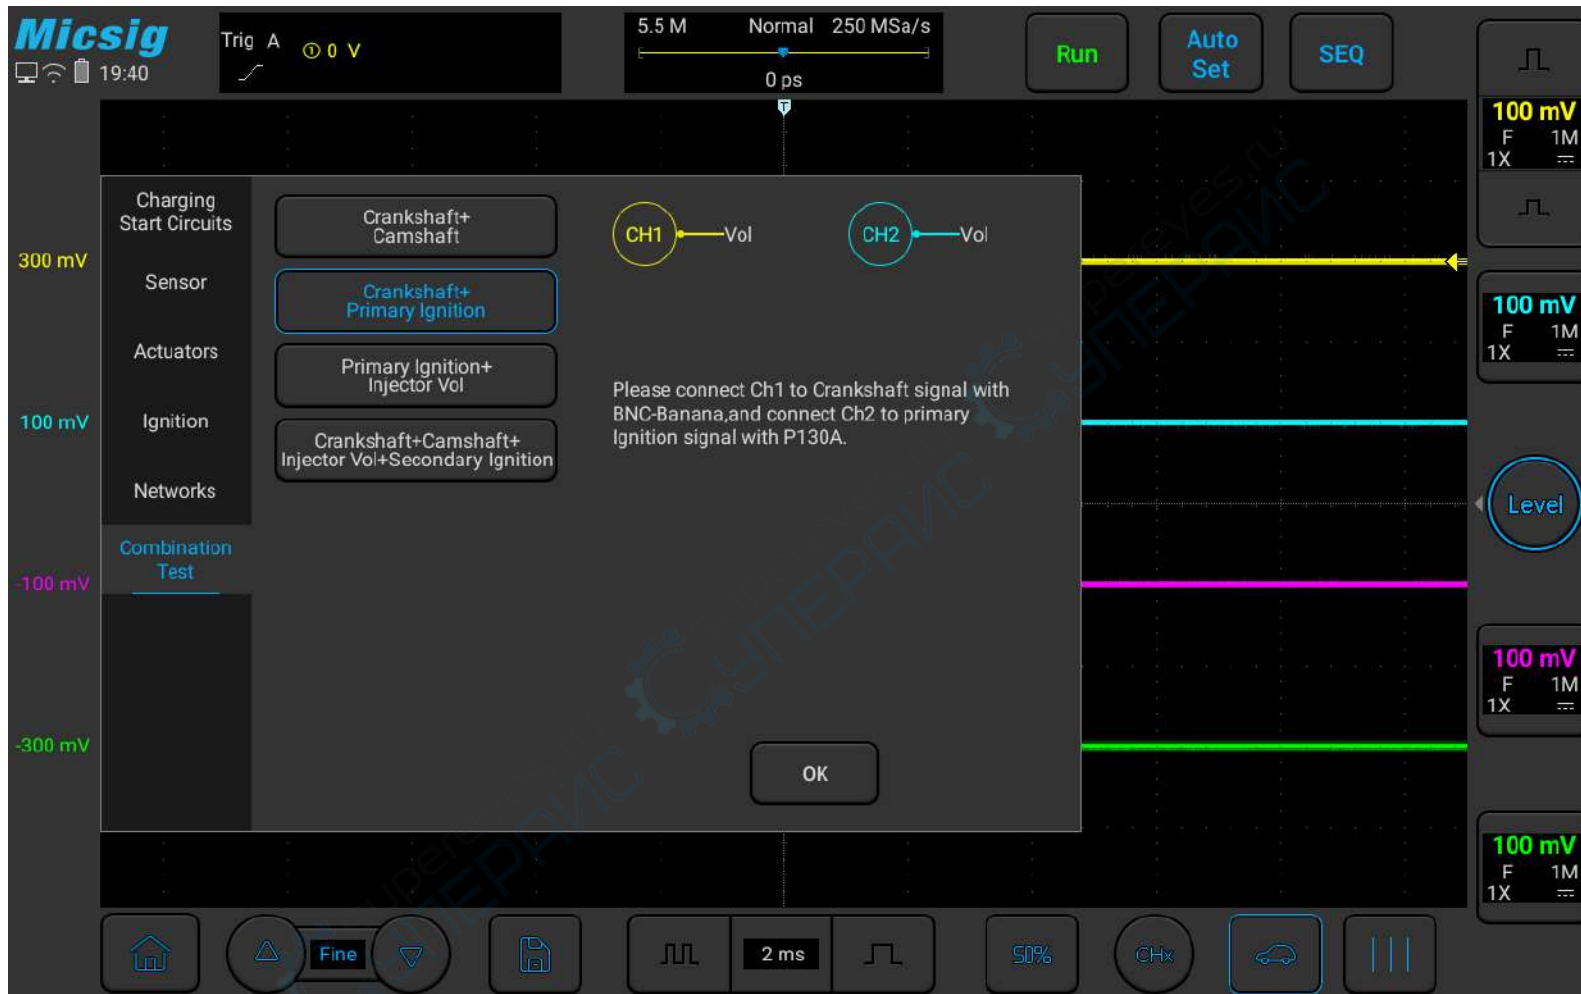 Micsig
19:40
Trig A
① 0 V
5.5 M Normal 250 MSa/s
0 ps
Run
Auto
Set
SEQ
T
100 mV
F 1M
1X
300 mV
100 mV
-100 mV
-300 mV
Charging
Start Circuits
Sensor
Actuators
Ignition
Networks
Combination
Test
Crankshaft+
Camshaft
Crankshaft+
Primary Ignition
Primary Ignition+
Injector Vol
Crankshaft+Camshaft+
Injector Vol+Secondary Ignition
CH1 Vol
CH2 Vol
Please connect Ch1 to Crankshaft signal with
BNC-Banana,and connect Ch2 to primary
Ignition signal with P130A.
OK
100 mV
F 1M
1X
Level
100 mV
F 1M
1X
100 mV
F 1M
1X
Fine
2 ms
50%
CHx
СУПЕРАЙС
СУПЕРАЙС